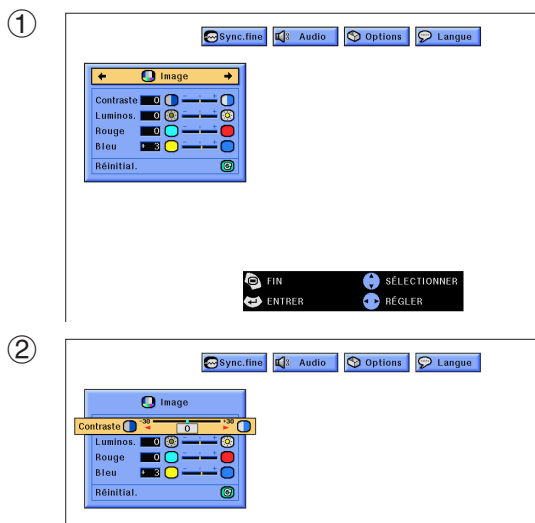 ①
Sync.fine Audio Options Langue
Image
Contraste 0 - +
Luminos. 0 - +
Rouge 0 - +
Bleu + 3 - +
Réinitial.
FIN SÉLECTIONNER
ENTRER RÉGLER
②
Sync.fine Audio Options Langue
Image
Contraste -30 0 +30
Luminos. 0 - +
Rouge 0 - +
Bleu + 3 - +
Réinitial.